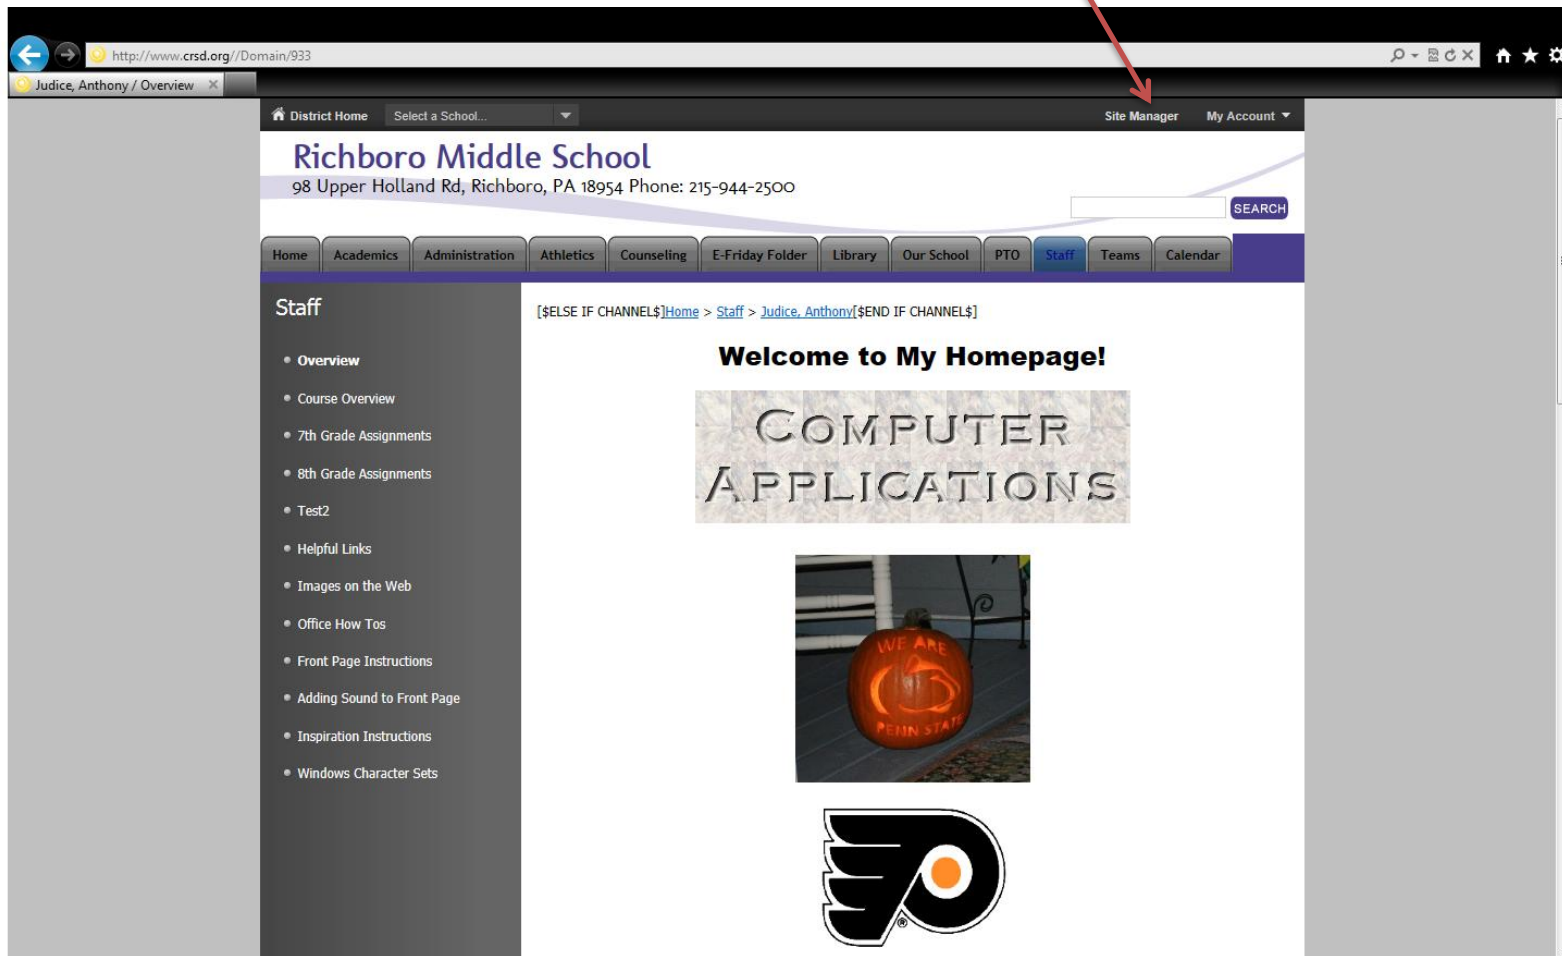 http://www.crsd.org//Domain/933
Judice, Anthony / Overview
District Home Select a School... Site Manager My Account
Richboro Middle School
98 Upper Holland Rd, Richboro, PA 18954 Phone: 215-944-2500
SEARCH
Home Academics Administration Athletics Counseling E-Friday Folder Library Our School PTO Staff Teams Calendar
Staff
Overview
Course Overview
7th Grade Assignments
8th Grade Assignments
Test2
Helpful Links
Images on the Web
Office How Tos
Front Page Instructions
Adding Sound to Front Page
Inspiration Instructions
Windows Character Sets
[$ELSE IF CHANNEL$]Home > Staff > Judice, Anthony[$END IF CHANNEL$]
Welcome to My Homepage!
COMPUTER
APPLICATIONS
WE ARE
PENN STATE
®